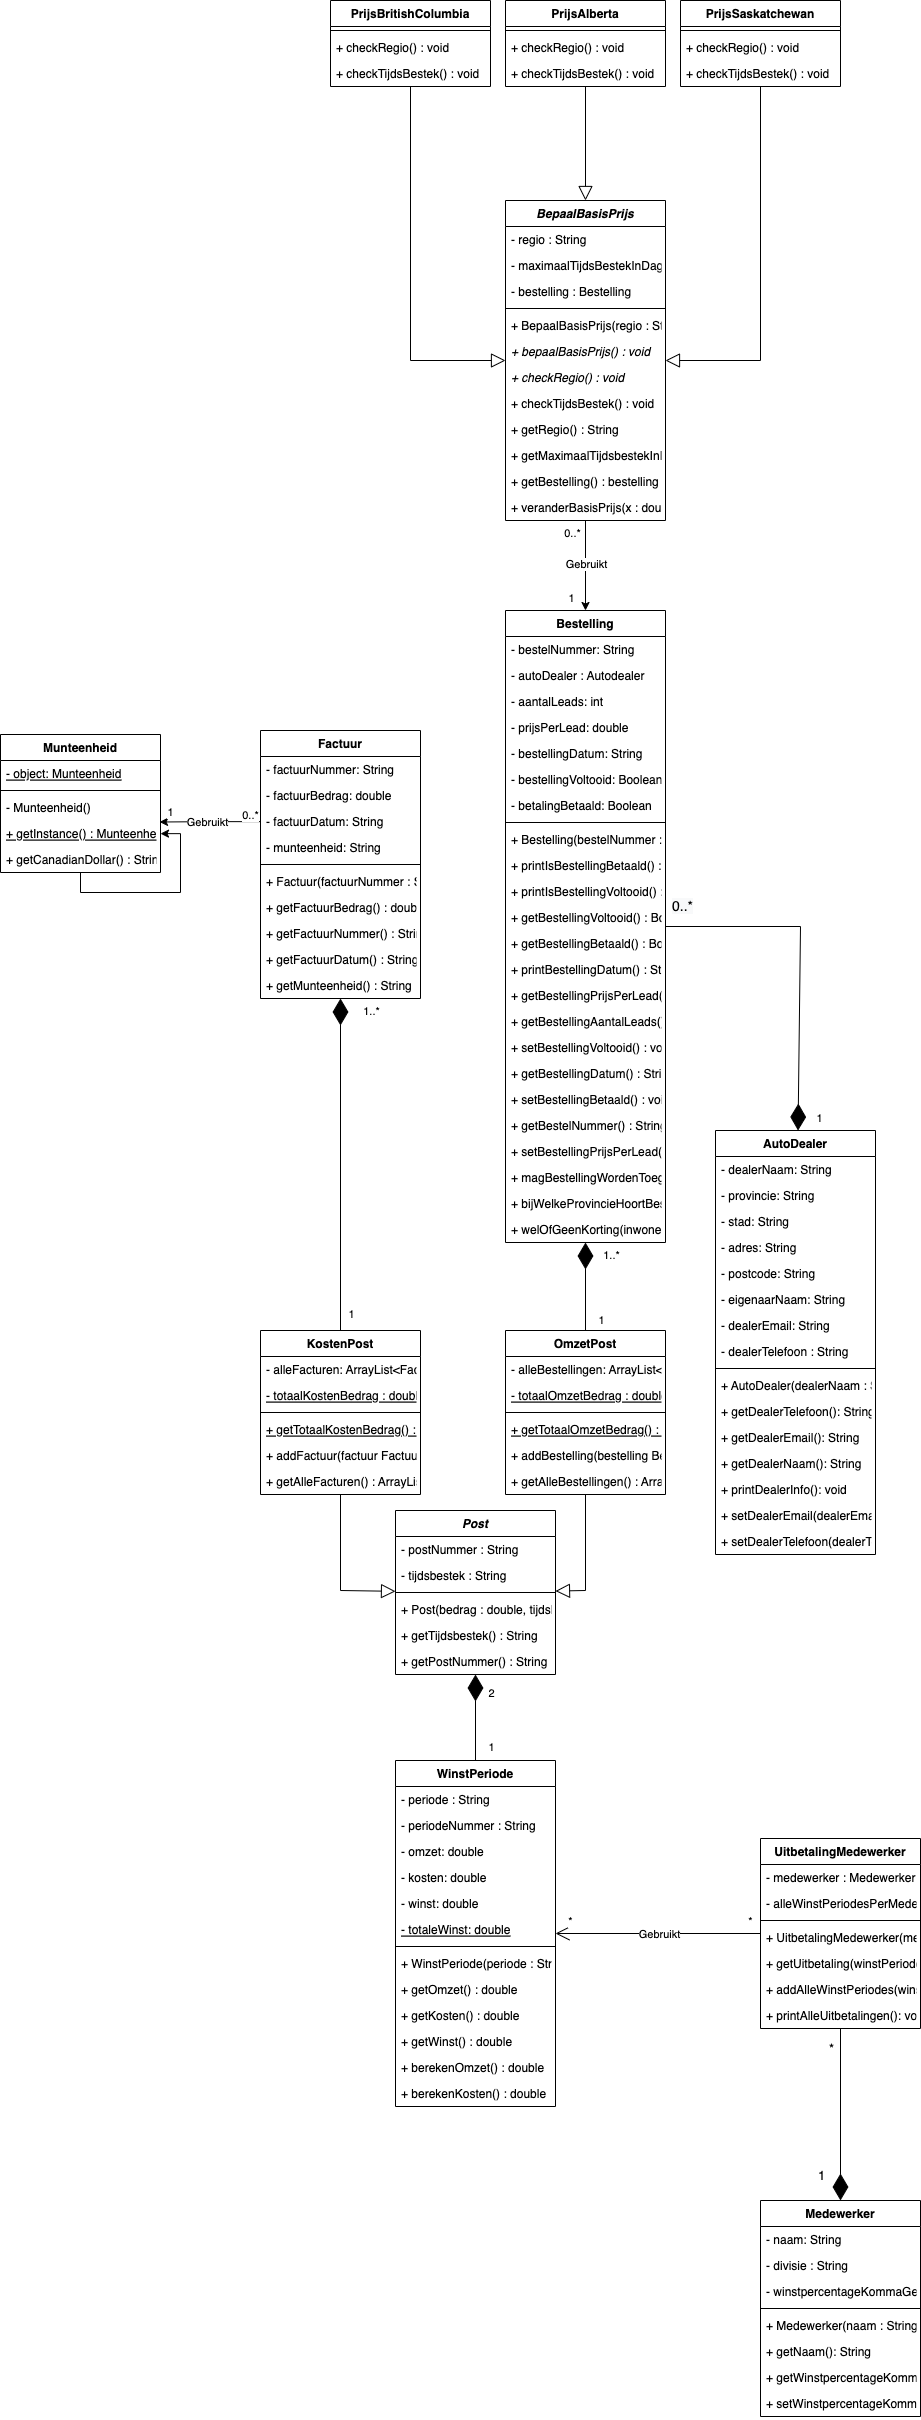 PrijsBritishColumbia
+ checkRegio() : void
+ checkTijdsBestek() : void
PrijsAlberta
+ checkRegio() : void
+ checkTijdsBestek() : void
PrijsSaskatchewan
+ checkRegio() : void
+ checkTijdsBestek() : void
BepaalBasisPrijs
- regio : String
- maximaalTijdsBestekInDag
- bestelling : Bestelling
+ BepaalBasisPrijs(regio : St
+ bepaalBasisPrijs() : void
+ checkRegio() : void
+ checkTijdsBestek() : void
+ getRegio() : String
+ getMaximaalTijdsbestekInI
+ getBestelling() : bestelling
+ veranderBasisPrijs(x : dou
0..*
Gebruikt
1
Bestelling
- bestelNummer: String
- autoDealer : Autodealer
- aantalLeads: int
- prijsPerLead: double
- bestellingDatum: String
- bestellingVoltooid: Boolean
- betalingBetaald: Boolean
+ Bestelling(bestelNummer :
+ printIsBestellingBetaald() :
+ printIsBestellingVoltooid() :
+ getBestellingVoltooid() : Bo
+ getBestellingBetaald() : Bo
+ printBestellingDatum() : St
+ getBestellingPrijsPerLead(
+ getBestellingAantalLeads()
+ setBestellingVoltooid() : vo
+ getBestellingDatum() : Stri
+ setBestellingBetaald() : voi
+ getBestelNummer() : String
+ setBestellingPrijsPerLead(
+ magBestellingWordenToeg
+ bijWelkeProvincieHoortBes
+ welOfGeenKorting(inwone
Munteenheid
- object: Munteenheid
- Munteenheid()
+ getInstance() : Munteenhe
+ getCanadianDollar() : Strin
1
Gebruikt
0..*
Factuur
- factuurNummer: String
- factuurBedrag: double
- factuurDatum: String
- munteenheid: String
+ Factuur(factuurNummer : S
+ getFactuurBedrag() : doub
+ getFactuurNummer() : Stri
+ getFactuurDatum() : String
+ getMunteenheid() : String
1..*
1
0..*
1
AutoDealer
- dealerNaam: String
- provincie: String
- stad: String
- adres: String
- postcode: String
- eigenaarNaam: String
- dealerEmail: String
- dealerTelefoon : String
+ AutoDealer(dealerNaam : S
+ getDealerTelefoon(): String
+ getDealerEmail(): String
+ getDealerNaam(): String
+ printDealerInfo(): void
+ setDealerEmail(dealerEma
+ setDealerTelefoon(dealerT
1..*
1
KostenPost
- alleFacturen: ArrayList<Fac
- totaalKostenBedrag : doubl
+ getTotaalKostenBedrag() :
+ addFactuur(factuur Factuu
+ getAlleFacturen() : ArrayLi
OmzetPost
- alleBestellingen: ArrayList<
- totaalOmzetBedrag : doubl
+ getTotaalOmzetBedrag() :
+ addBestelling(bestelling Be
+ getAlleBestellingen() : Arra
Post
- postNummer : String
- tijdsbestek : String
+ Post(bedrag : double, tijds
+ getTijdsbestek() : String
+ getPostNummer() : String
2
1
WinstPeriode
- periode : String
- periodeNummer : String
- omzet: double
- kosten: double
- winst: double
- totaleWinst: double
+ WinstPeriode(periode : Str
+ getOmzet() : double
+ getKosten() : double
+ getWinst() : double
+ berekenOmzet() : double
+ berekenKosten() : double
*
Gebruikt
*
UitbetalingMedewerker
- medewerker : Medewerker
- alleWinstPeriodesPerMede
+ UitbetalingMedewerker(me
+ getUitbetaling(winstPeriod
+ addAlleWinstPeriodes(win
+ printAlleUitbetalingen(): vo
*
1
Medewerker
- naam: String
- divisie : String
- winstpercentageKommaGe
+ Medewerker(naam : String
+ getNaam(): String
+ getWinstpercentageKomm
+ setWinstpercentageKomm